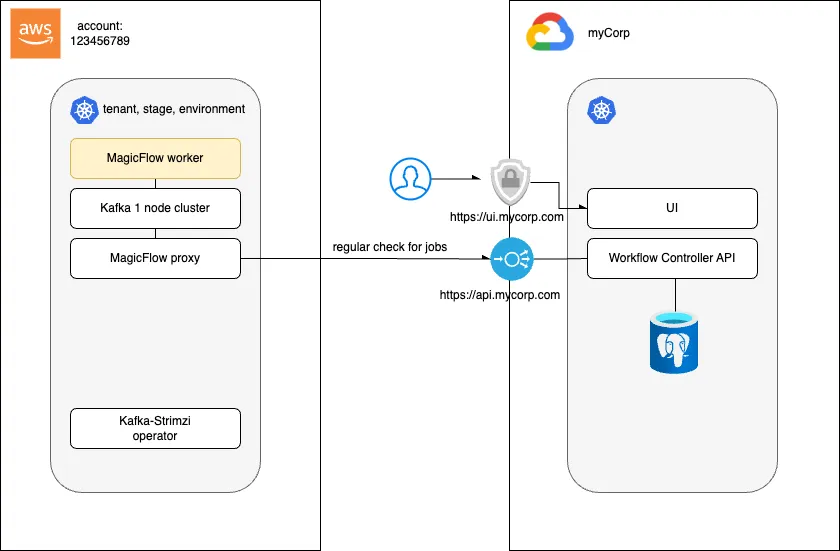 aws
account:
123456789
myCorp
tenant, stage, environment
MagicFlow worker
Kafka 1 node cluster
MagicFlow proxy
Kafka-Strimzi
operator
regular check for jobs
https://ui.mycorp.com
https://api.mycorp.com
UI
Workflow Controller API